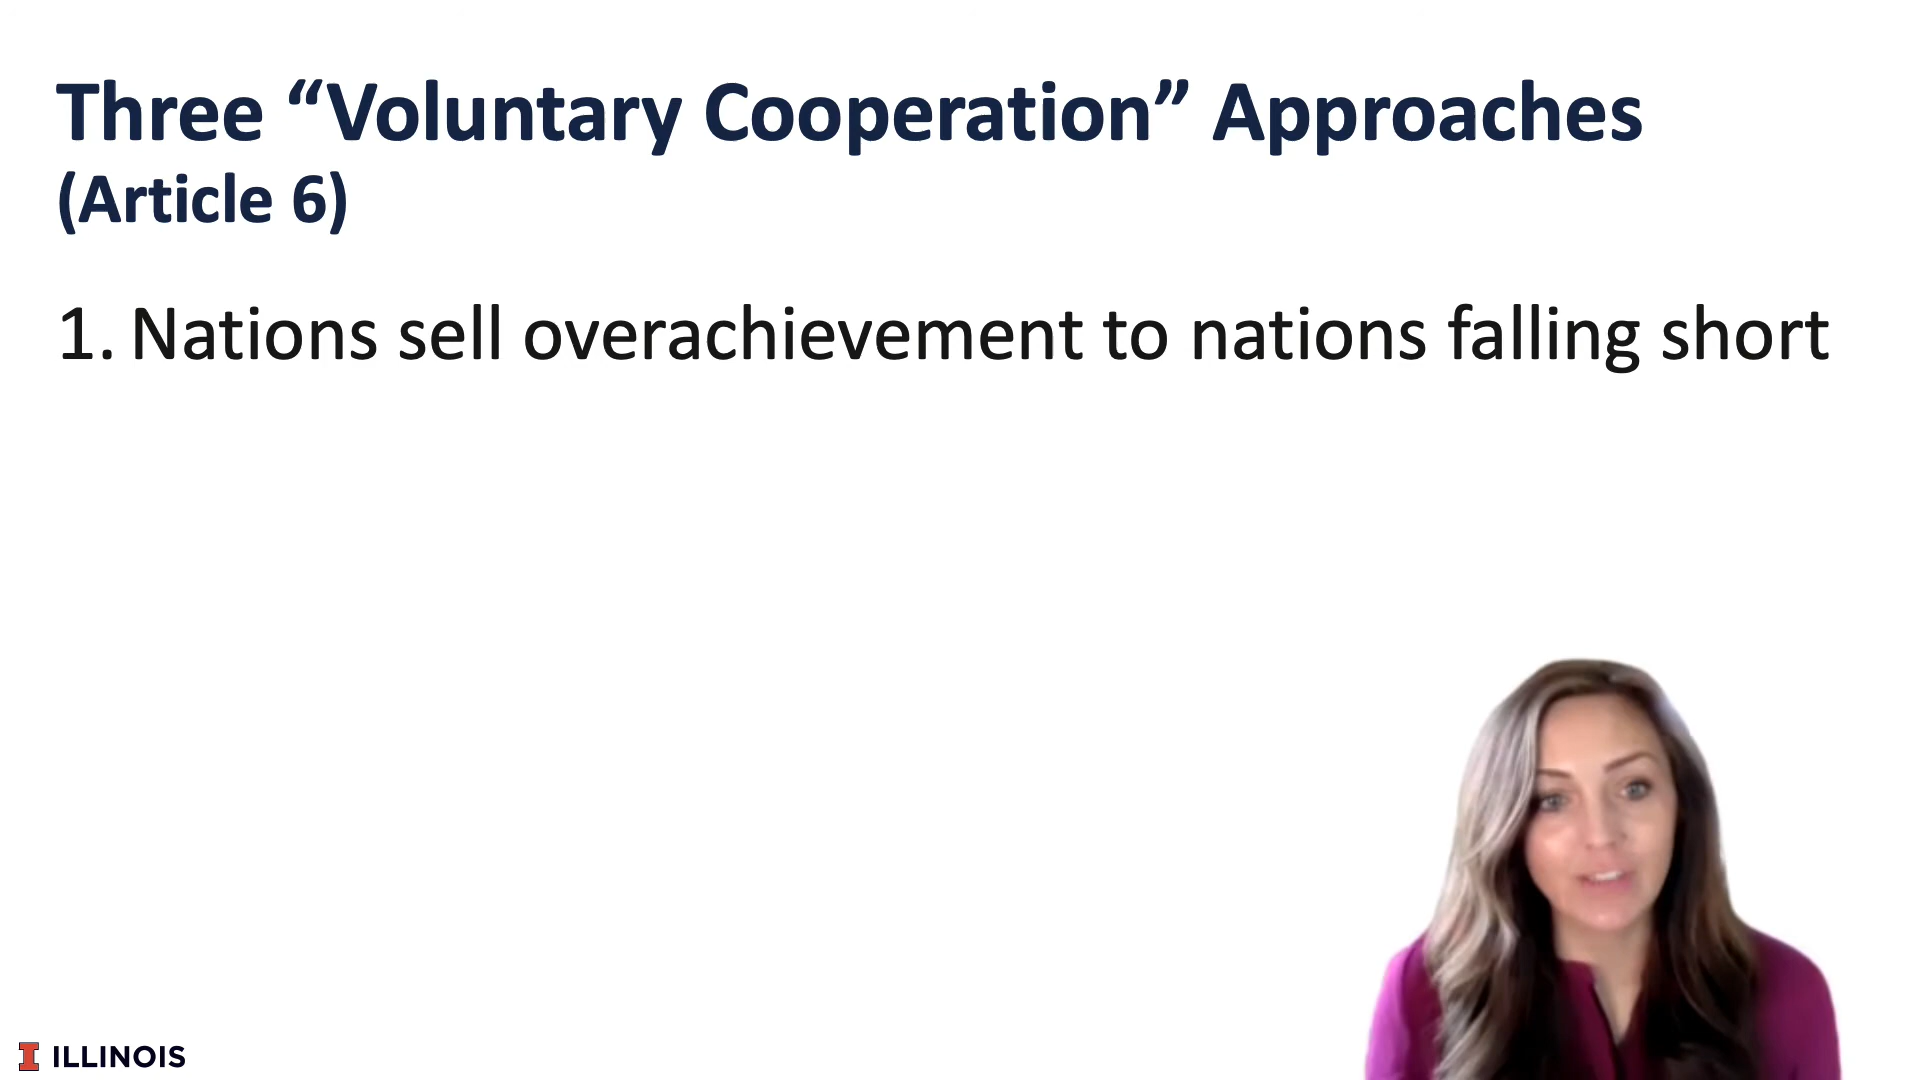 Three “Voluntary Cooperation” Approaches
(Article 6)
1. Nations sell overachievement to nations falling short
ILLINOIS